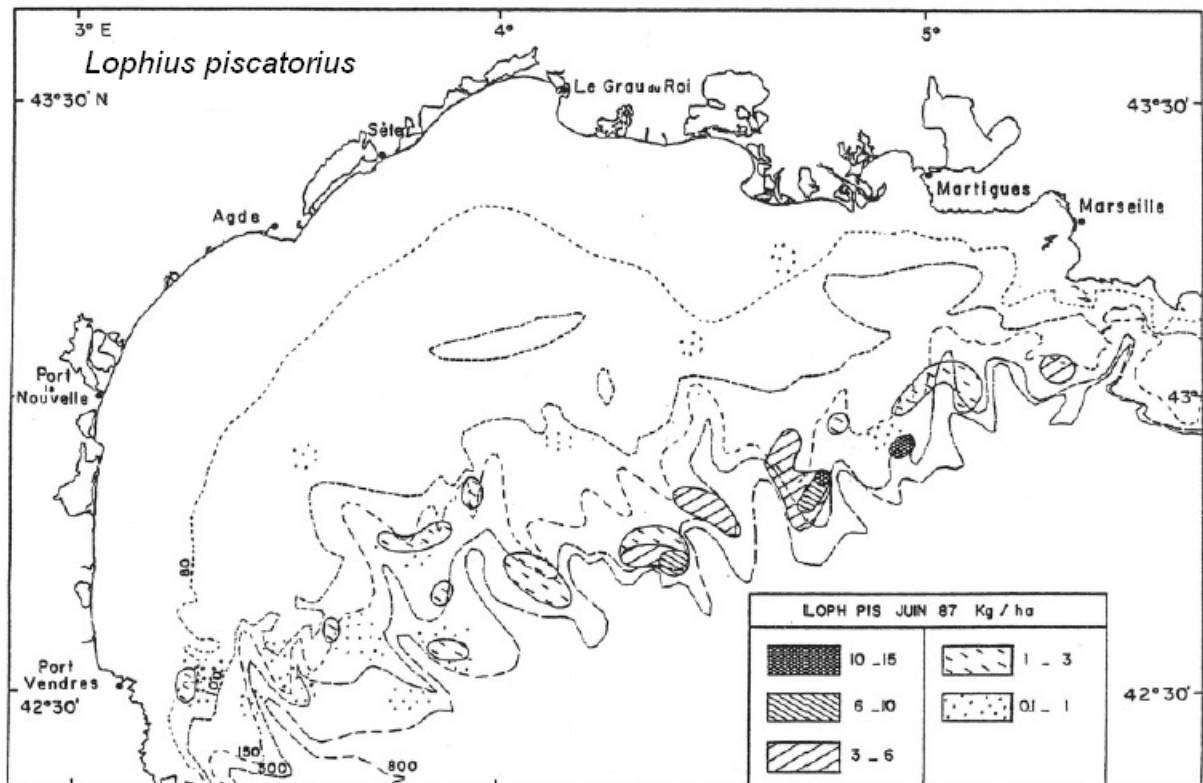 3° E 4° 5°
Lophius piscatorius
43°30' N
43°30'
Le Grau du Roi
Sète
Martigues
Agde
Marseille
Port
la
Nouvelle
43°
80
Port
Vendres
100
42°30'
42°30'
150
500
800
LOPH PIS JUIN 87 Kg / ha
10 _ 15
1 _ 3
6 _ 10
0.1 _ 1
3 _ 6